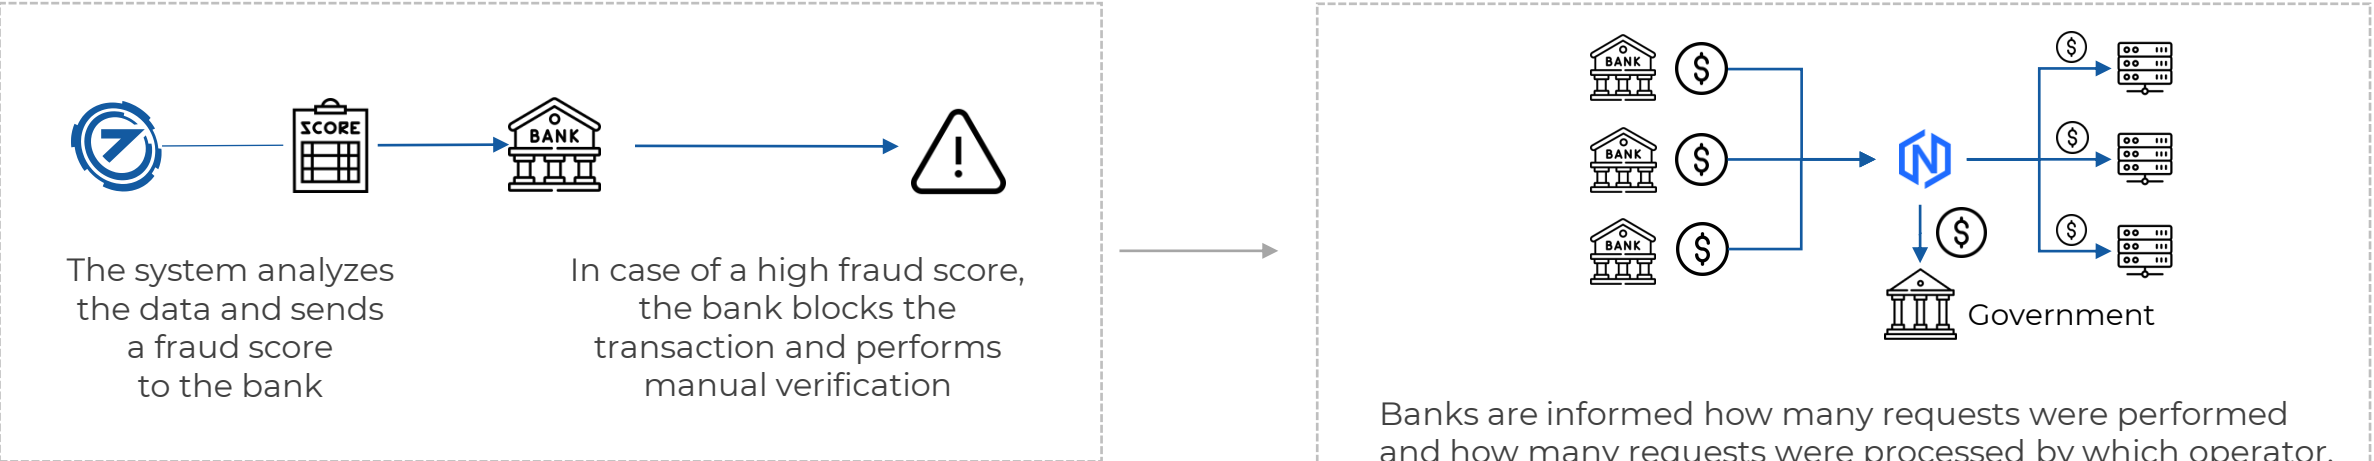 SCORE
BANK
The system analyzes
the data and sends
a fraud score
to the bank
In case of a high fraud score,
the bank blocks the
transaction and performs
manual verification
BANK
$
$
BANK
$
$
BANK
$
$
$
Government
Banks are informed how many requests were performed
and how many requests were processed by which operator.